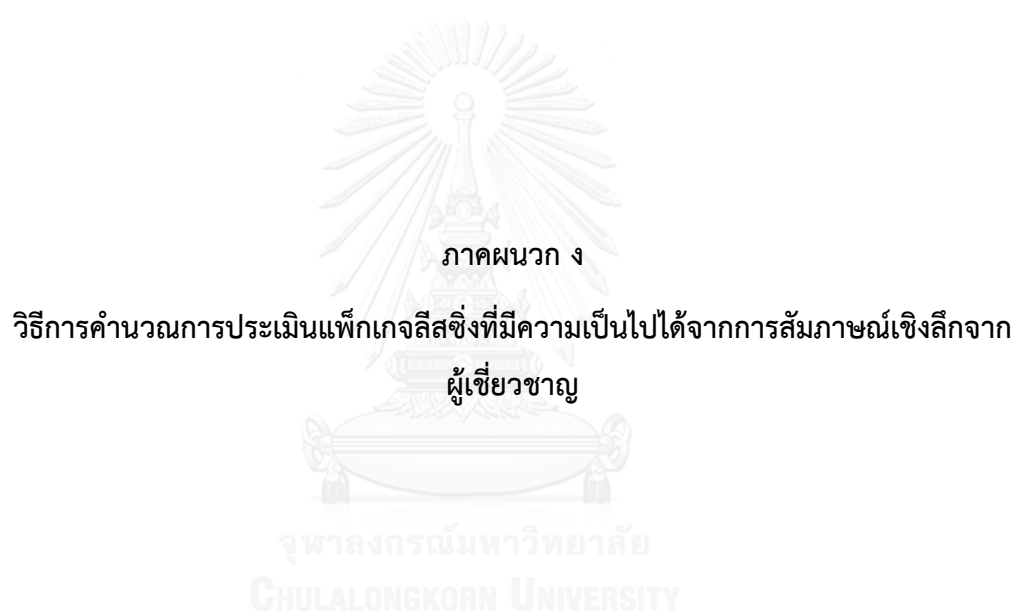 ภาคผนวก ง
วิธีการคำนวณการประเมินแพ็กเกจลีสซิ่งที่มีความเป็นไปได้จากการสัมภาษณ์เชิงลึกจาก
ผู้เชี่ยวชาญ
จุฬาลงกรณ์มหาวิทยาลัย
CHULALONGKORN UNIVERSITY